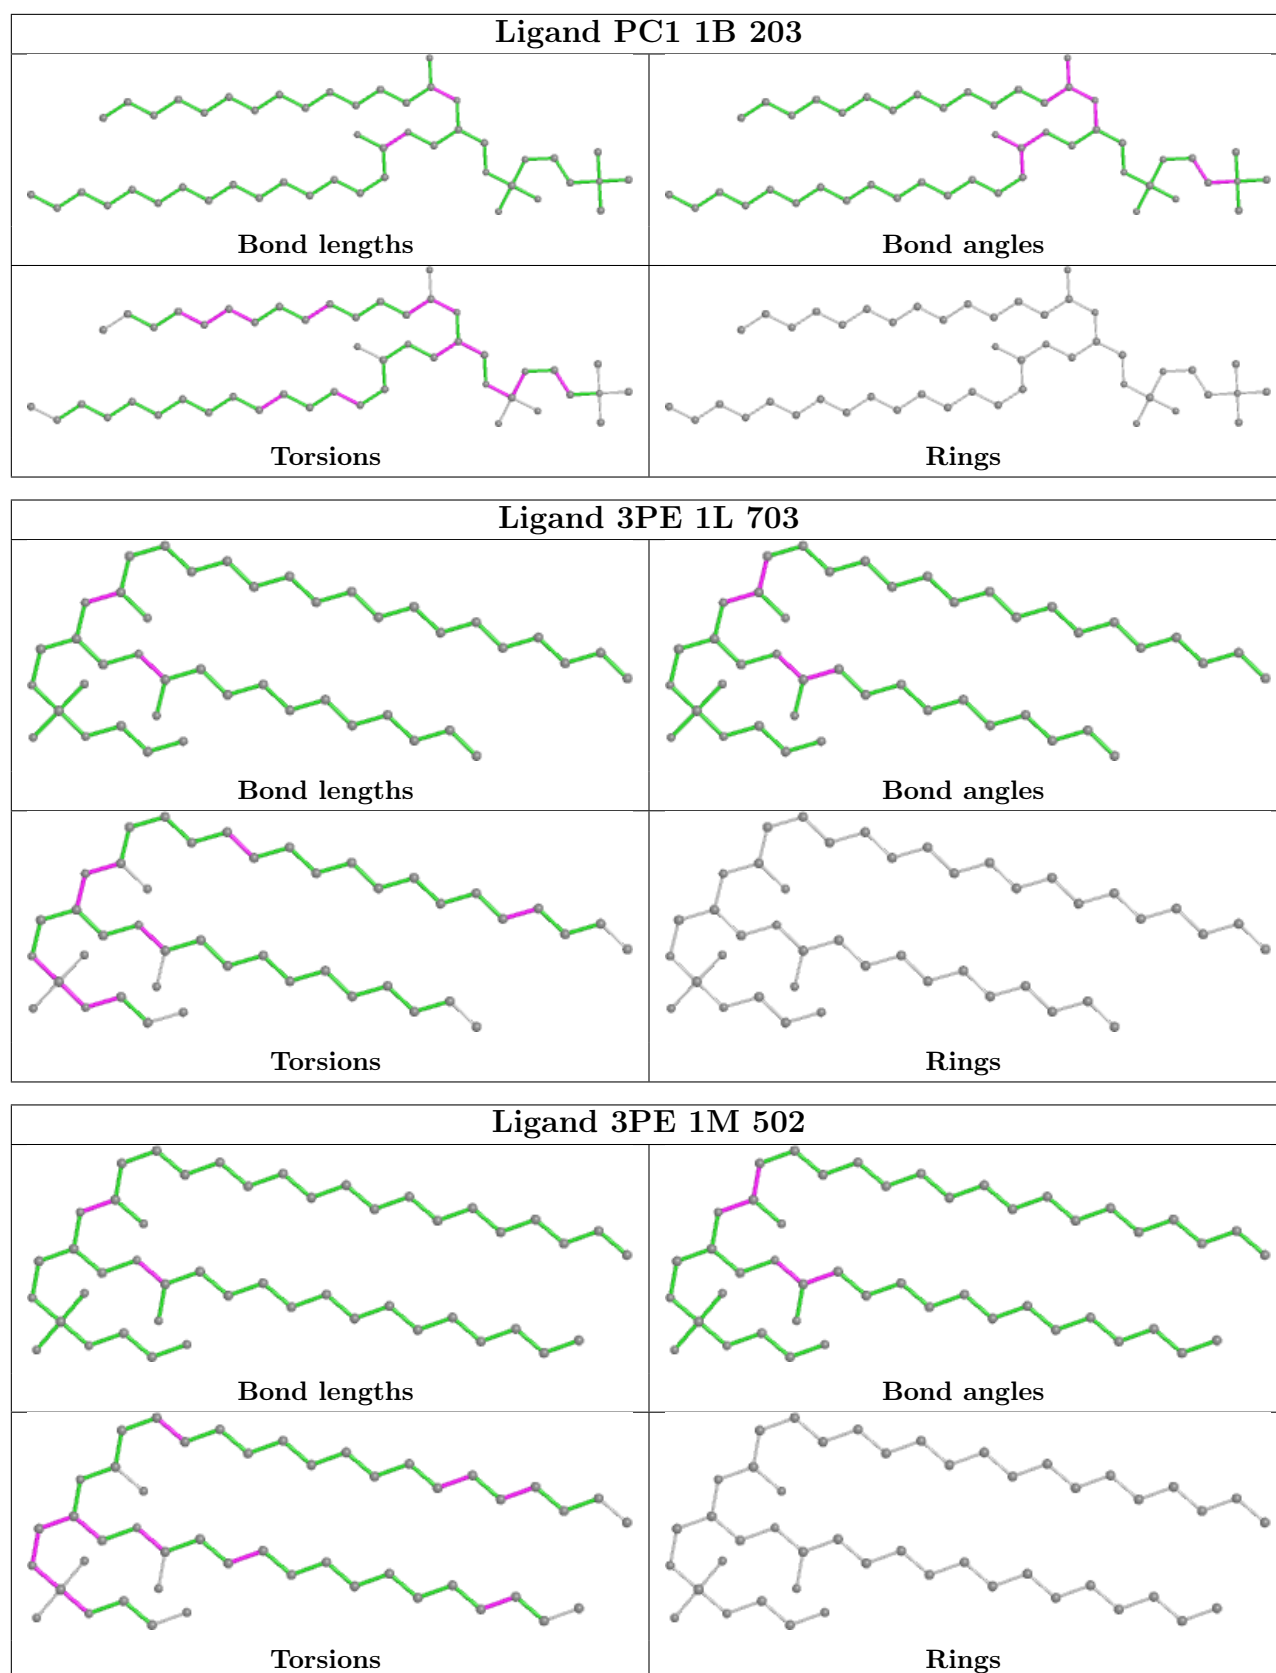 Ligand PC1 1B 203
Bond lengths
Bond angles
Torsions
Rings
Ligand 3PE 1L 703
Bond lengths
Bond angles
Torsions
Rings
Ligand 3PE 1M 502
Bond lengths
Bond angles
Torsions
Rings